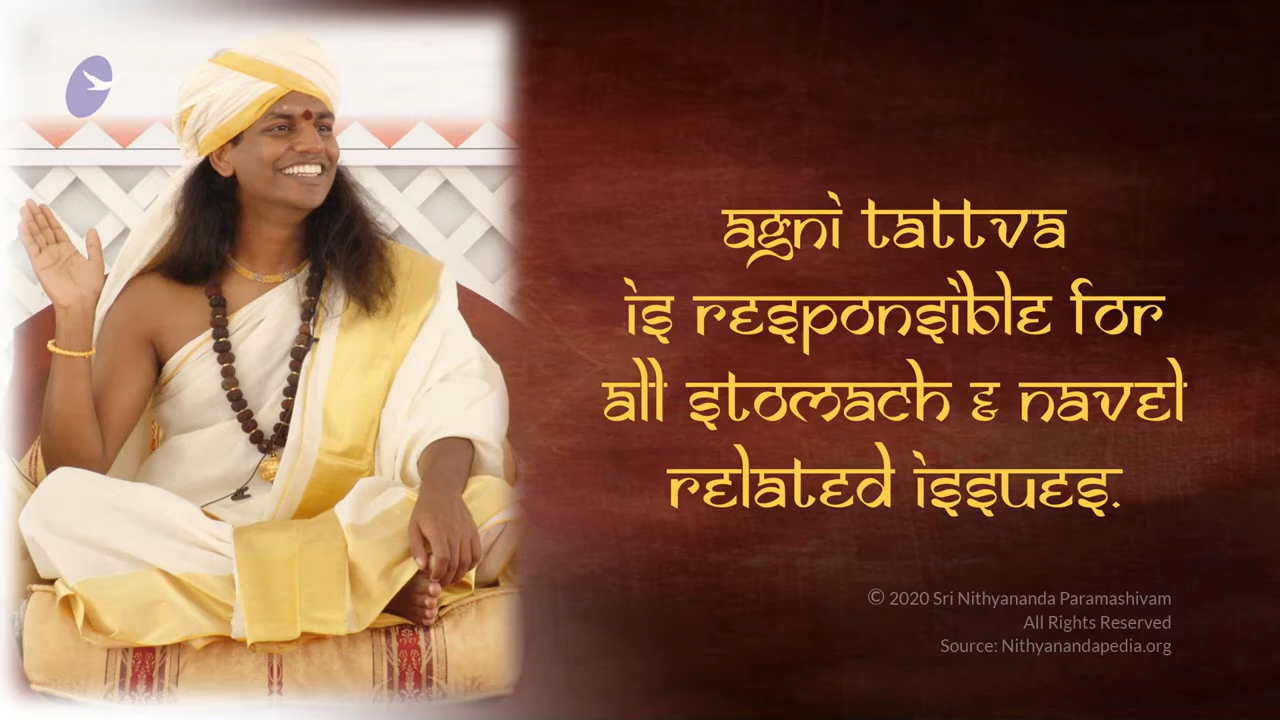 agni tattva
is responsible for
all stomach & navel
related issues.
© 2020 Sri Nithyananda Paramashivam
All Rights Reserved
Source: Nithyanandapedia.org